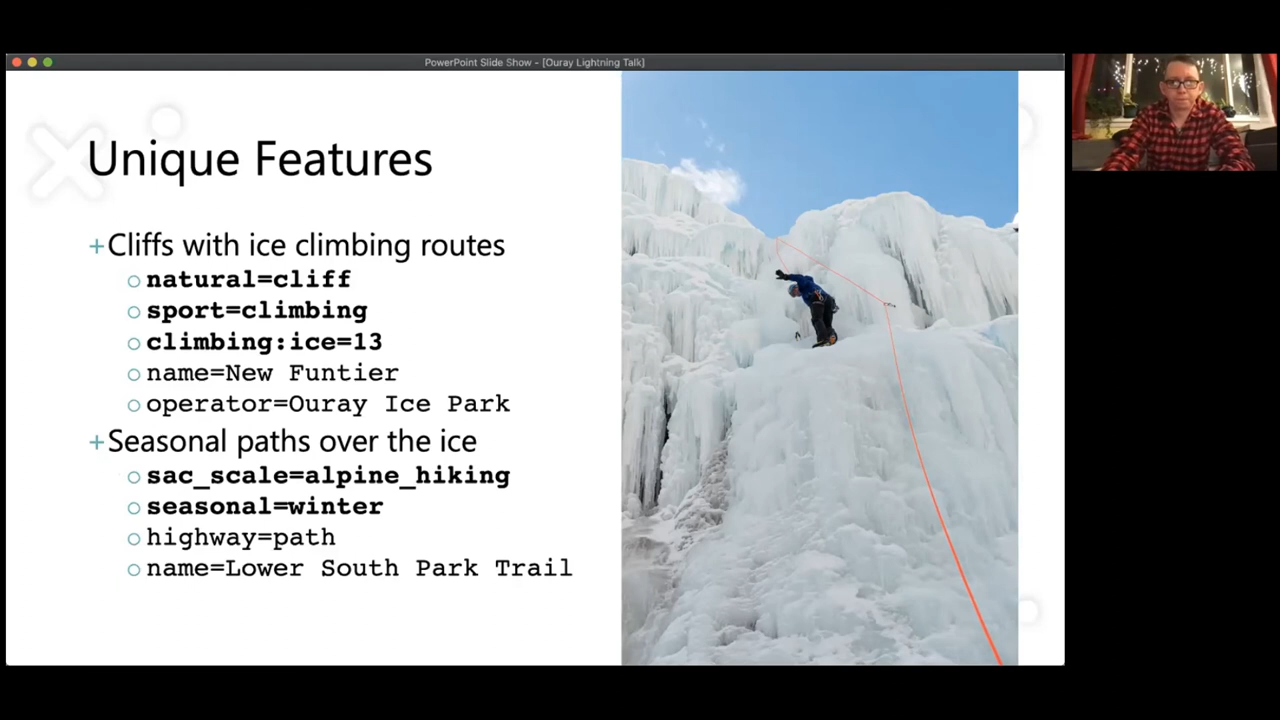 PowerPoint Slide Show - [Ouray Lightning Talk]
Unique Features
+Cliffs with ice climbing routes
○ natural=cliff
○ sport=climbing
○ climbing:ice=13
○ name=New Funtier
○ operator=Ouray Ice Park
+Seasonal paths over the ice
○ sac_scale=alpine_hiking
○ seasonal=winter
○ highway=path
○ name=Lower South Park Trail